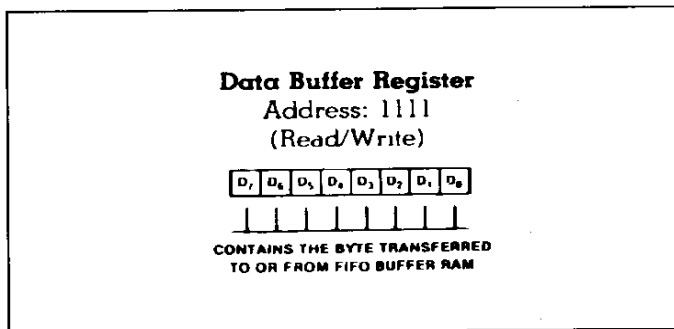 Data Buffer Register
Address: 1111
(Read/Write)
D₇ D₆ D₅ D₄ D₃ D₂ D₁ D₀
CONTAINS THE BYTE TRANSFERRED
TO OR FROM FIFO BUFFER RAM